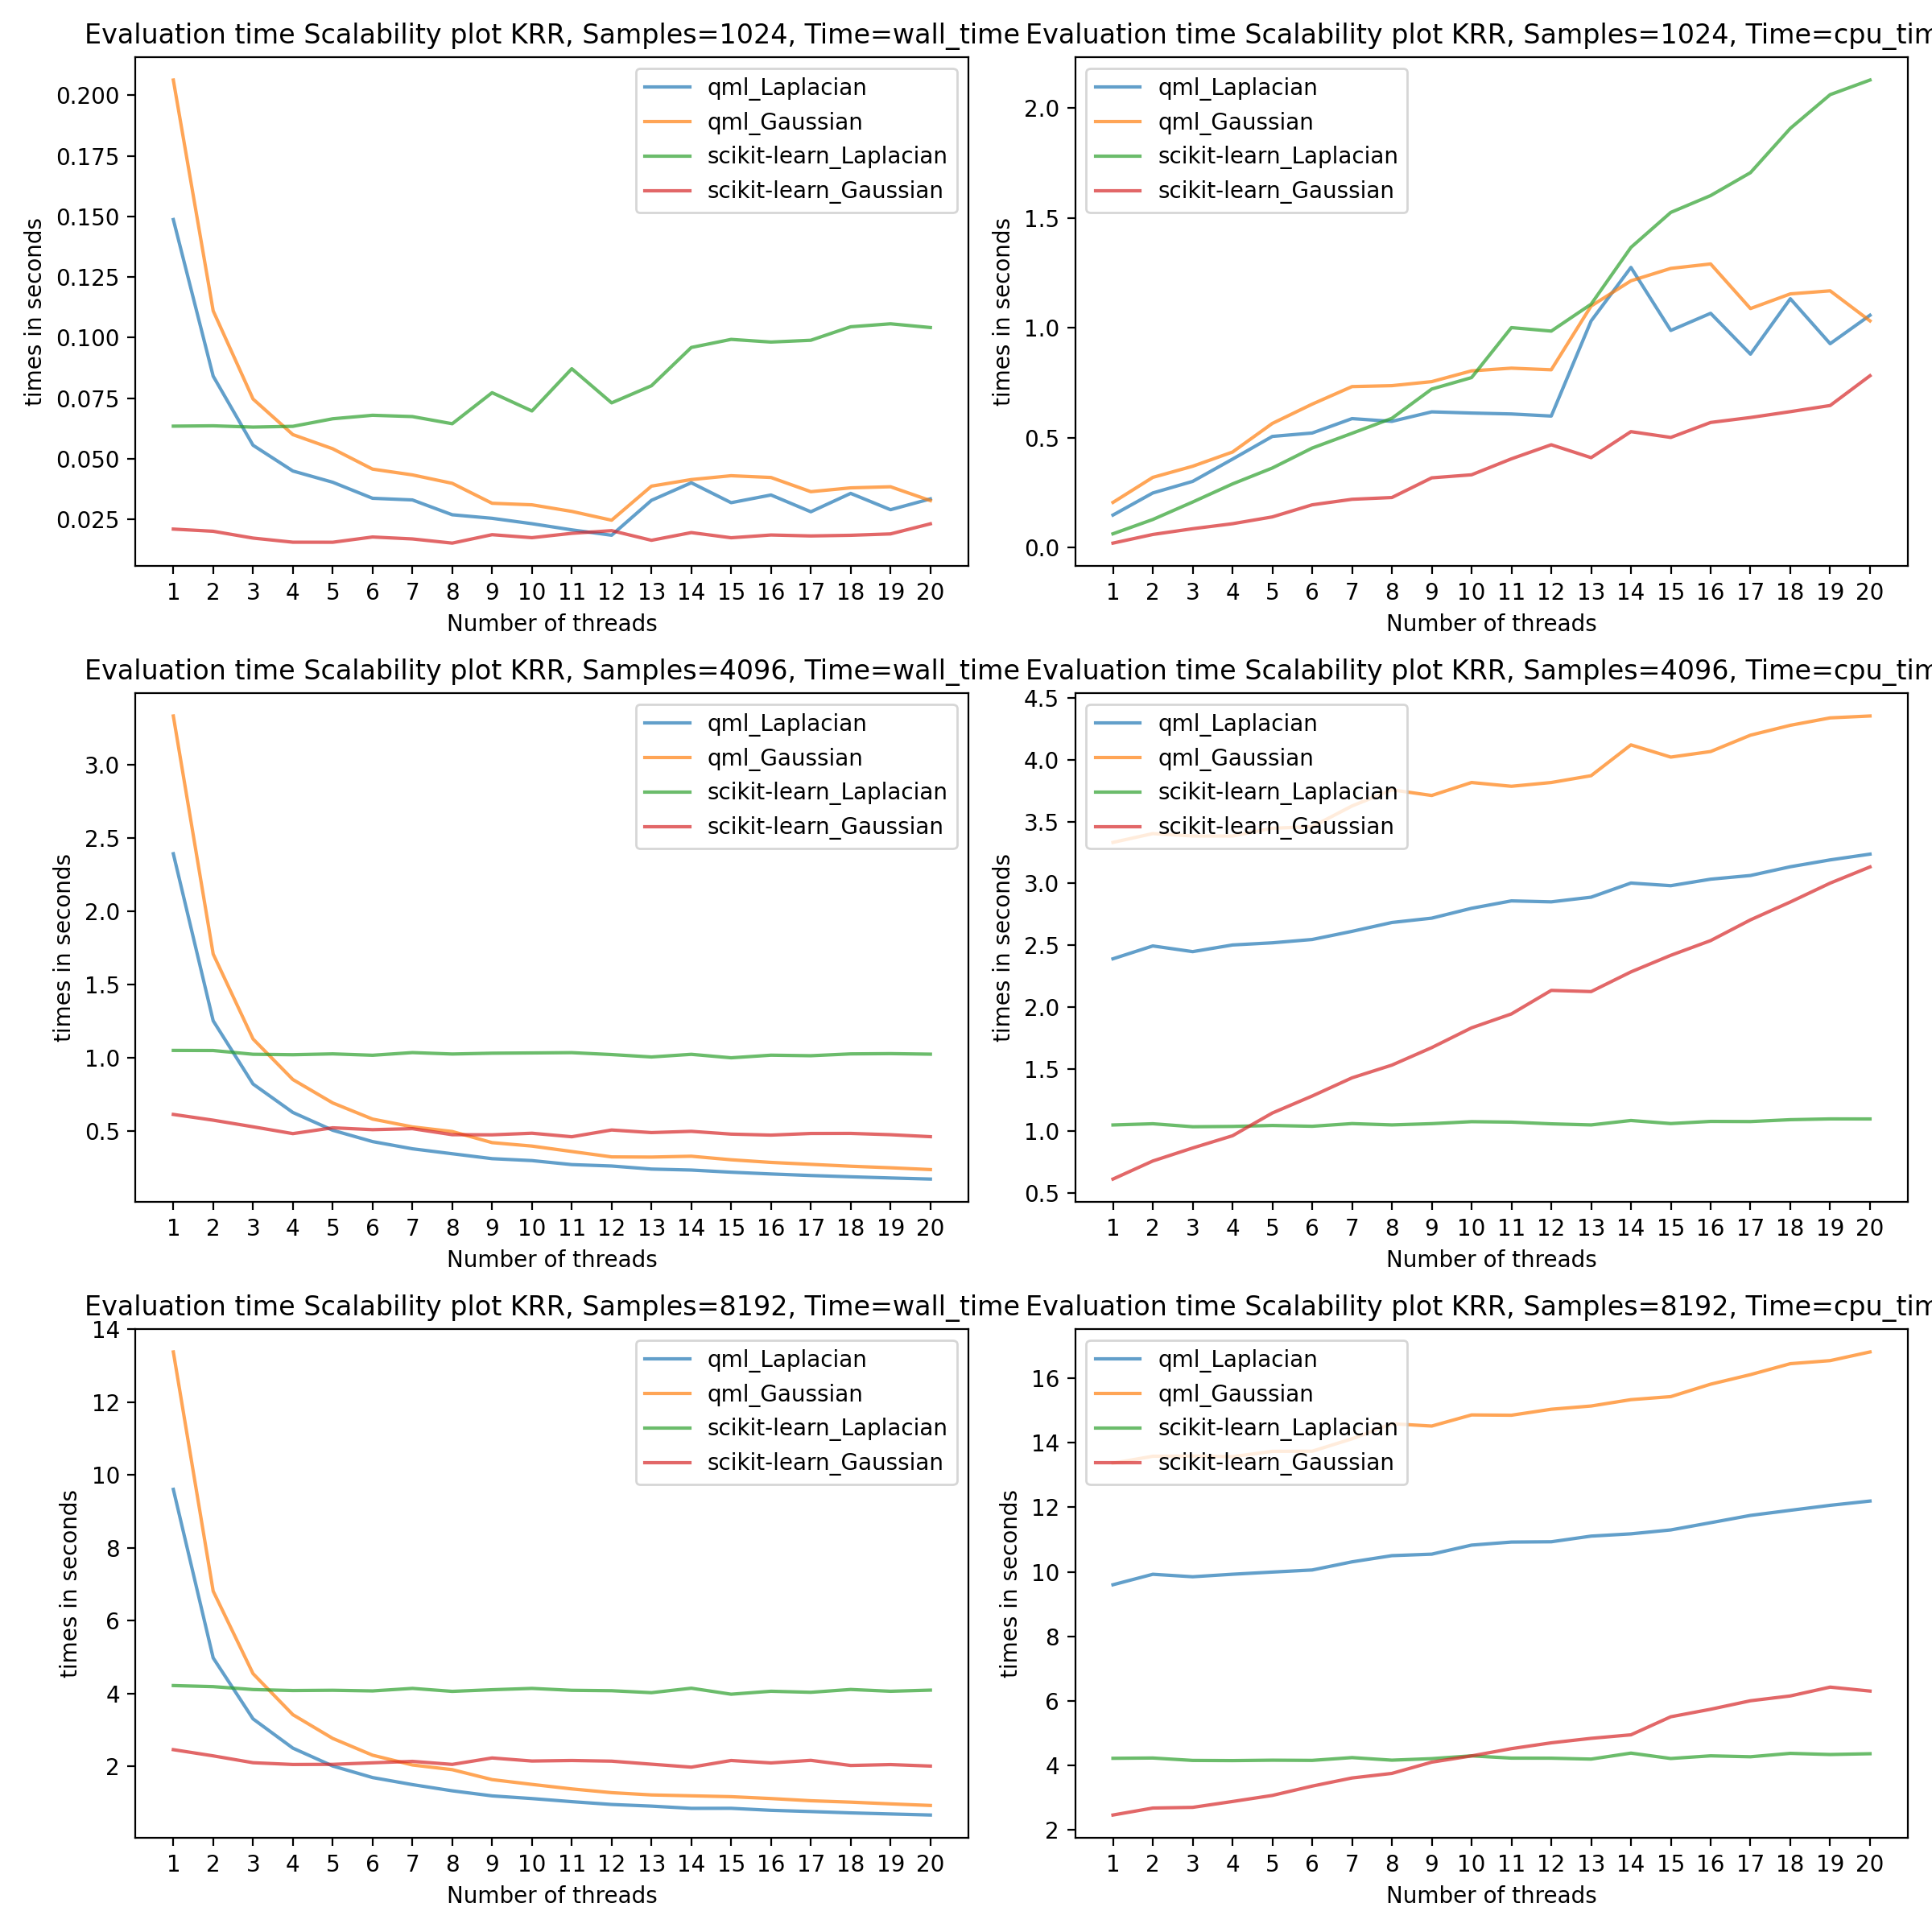 Evaluation time Scalability plot KRR, Samples=1024, Time=wall_time
times in seconds
0.200
0.175
0.150
0.125
0.100
0.075
0.050
0.025
qml_Laplacian
qml_Gaussian
scikit-learn_Laplacian
scikit-learn_Gaussian
1 2 3 4 5 6 7 8 9 10 11 12 13 14 15 16 17 18 19 20
Number of threads
Evaluation time Scalability plot KRR, Samples=1024, Time=cpu_tim
times in seconds
2.0
1.5
1.0
0.5
0.0
qml_Laplacian
qml_Gaussian
scikit-learn_Laplacian
scikit-learn_Gaussian
1 2 3 4 5 6 7 8 9 10 11 12 13 14 15 16 17 18 19 20
Number of threads
Evaluation time Scalability plot KRR, Samples=4096, Time=wall_time
times in seconds
3.0
2.5
2.0
1.5
1.0
0.5
qml_Laplacian
qml_Gaussian
scikit-learn_Laplacian
scikit-learn_Gaussian
1 2 3 4 5 6 7 8 9 10 11 12 13 14 15 16 17 18 19 20
Number of threads
Evaluation time Scalability plot KRR, Samples=4096, Time=cpu_tim
times in seconds
4.5
4.0
3.5
3.0
2.5
2.0
1.5
1.0
0.5
qml_Laplacian
qml_Gaussian
scikit-learn_Laplacian
scikit-learn_Gaussian
1 2 3 4 5 6 7 8 9 10 11 12 13 14 15 16 17 18 19 20
Number of threads
Evaluation time Scalability plot KRR, Samples=8192, Time=wall_time
times in seconds
14
12
10
8
6
4
2
qml_Laplacian
qml_Gaussian
scikit-learn_Laplacian
scikit-learn_Gaussian
1 2 3 4 5 6 7 8 9 10 11 12 13 14 15 16 17 18 19 20
Number of threads
Evaluation time Scalability plot KRR, Samples=8192, Time=cpu_tim
times in seconds
16
14
12
10
8
6
4
2
qml_Laplacian
qml_Gaussian
scikit-learn_Laplacian
scikit-learn_Gaussian
1 2 3 4 5 6 7 8 9 10 11 12 13 14 15 16 17 18 19 20
Number of threads